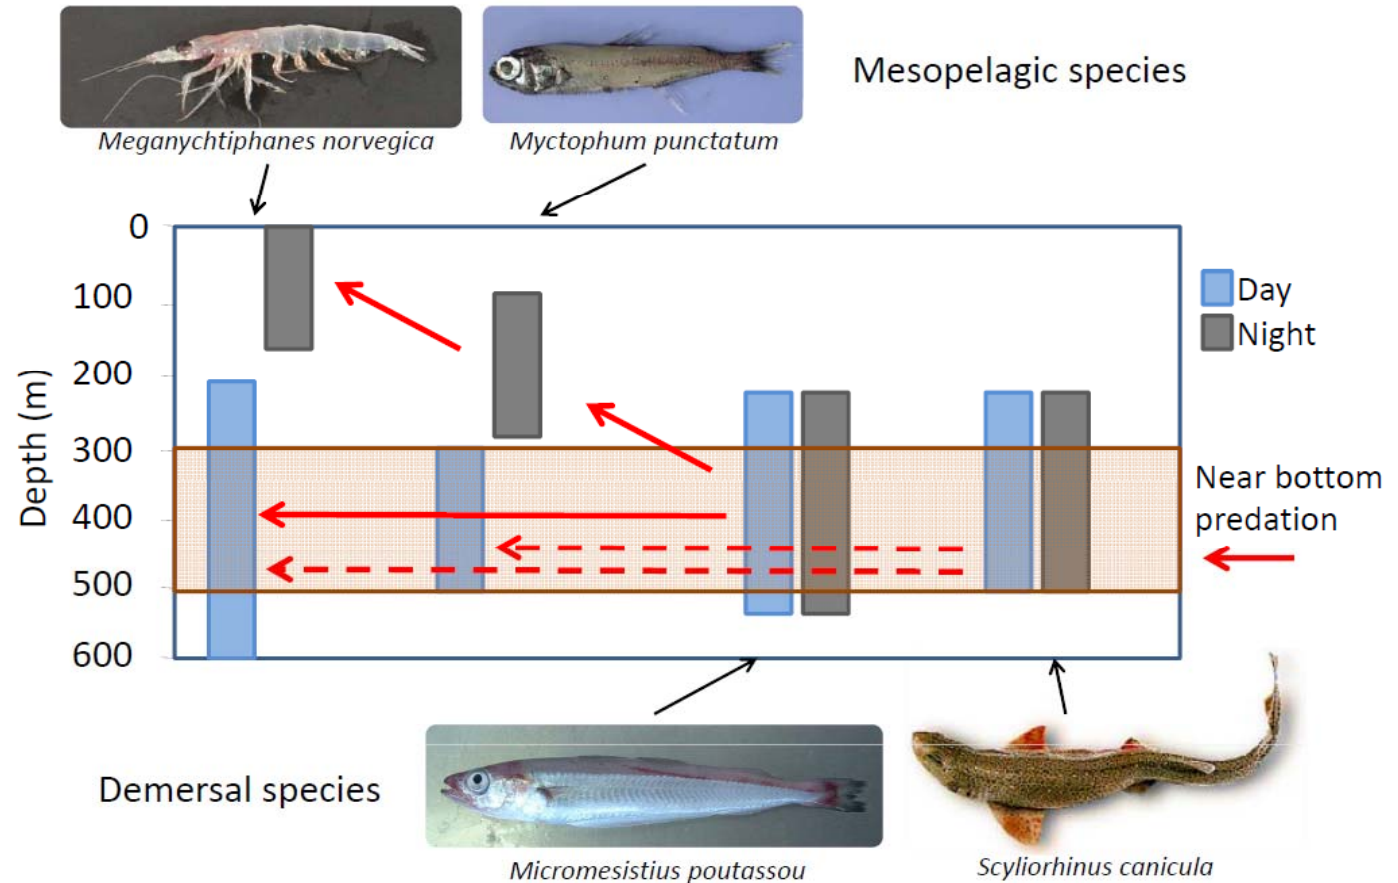 Mesopelagic species
Meganychtiphanes norvegica
Myctophum punctatum
0
100
200
300
400
500
600
Depth (m)
Day
Night
Near bottom
predation
Demersal species
Micromesistius poutassou
Scyliorhinus canicula